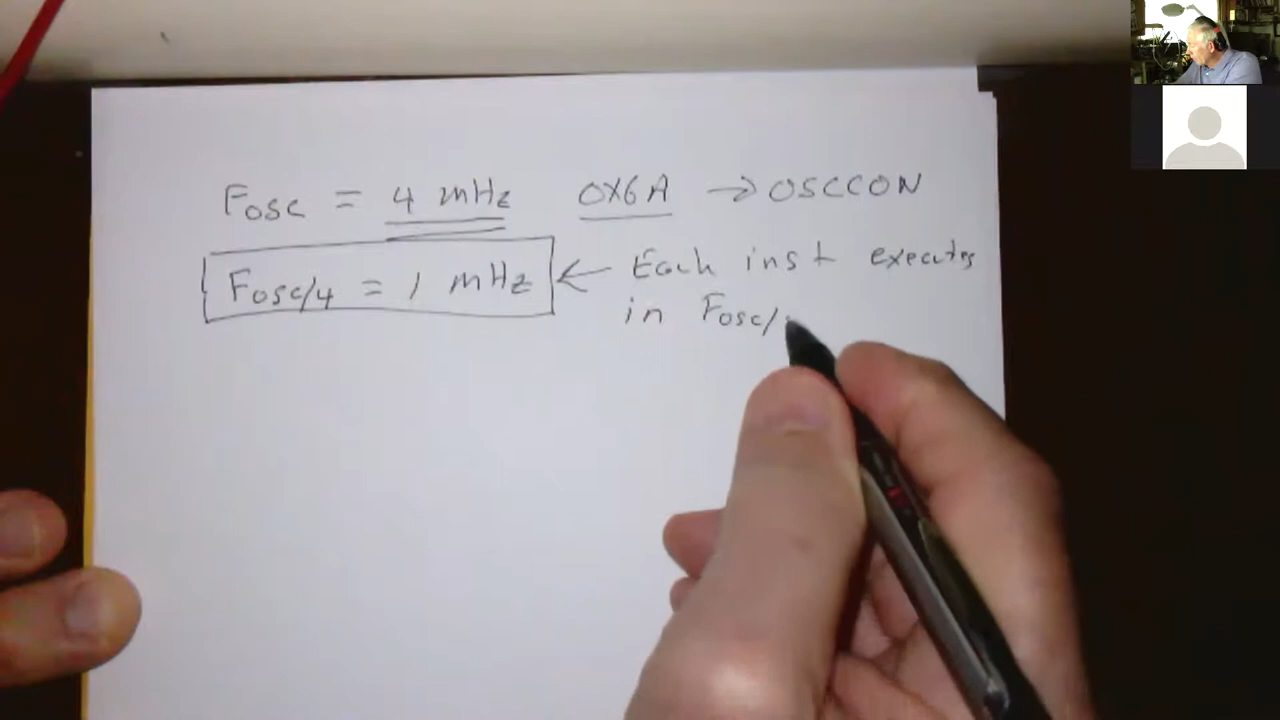 Fosc = 4 mHz 0X6A → OSCCON
Fosc/4 = 1 mHz ← Each inst executes
in Fosc/